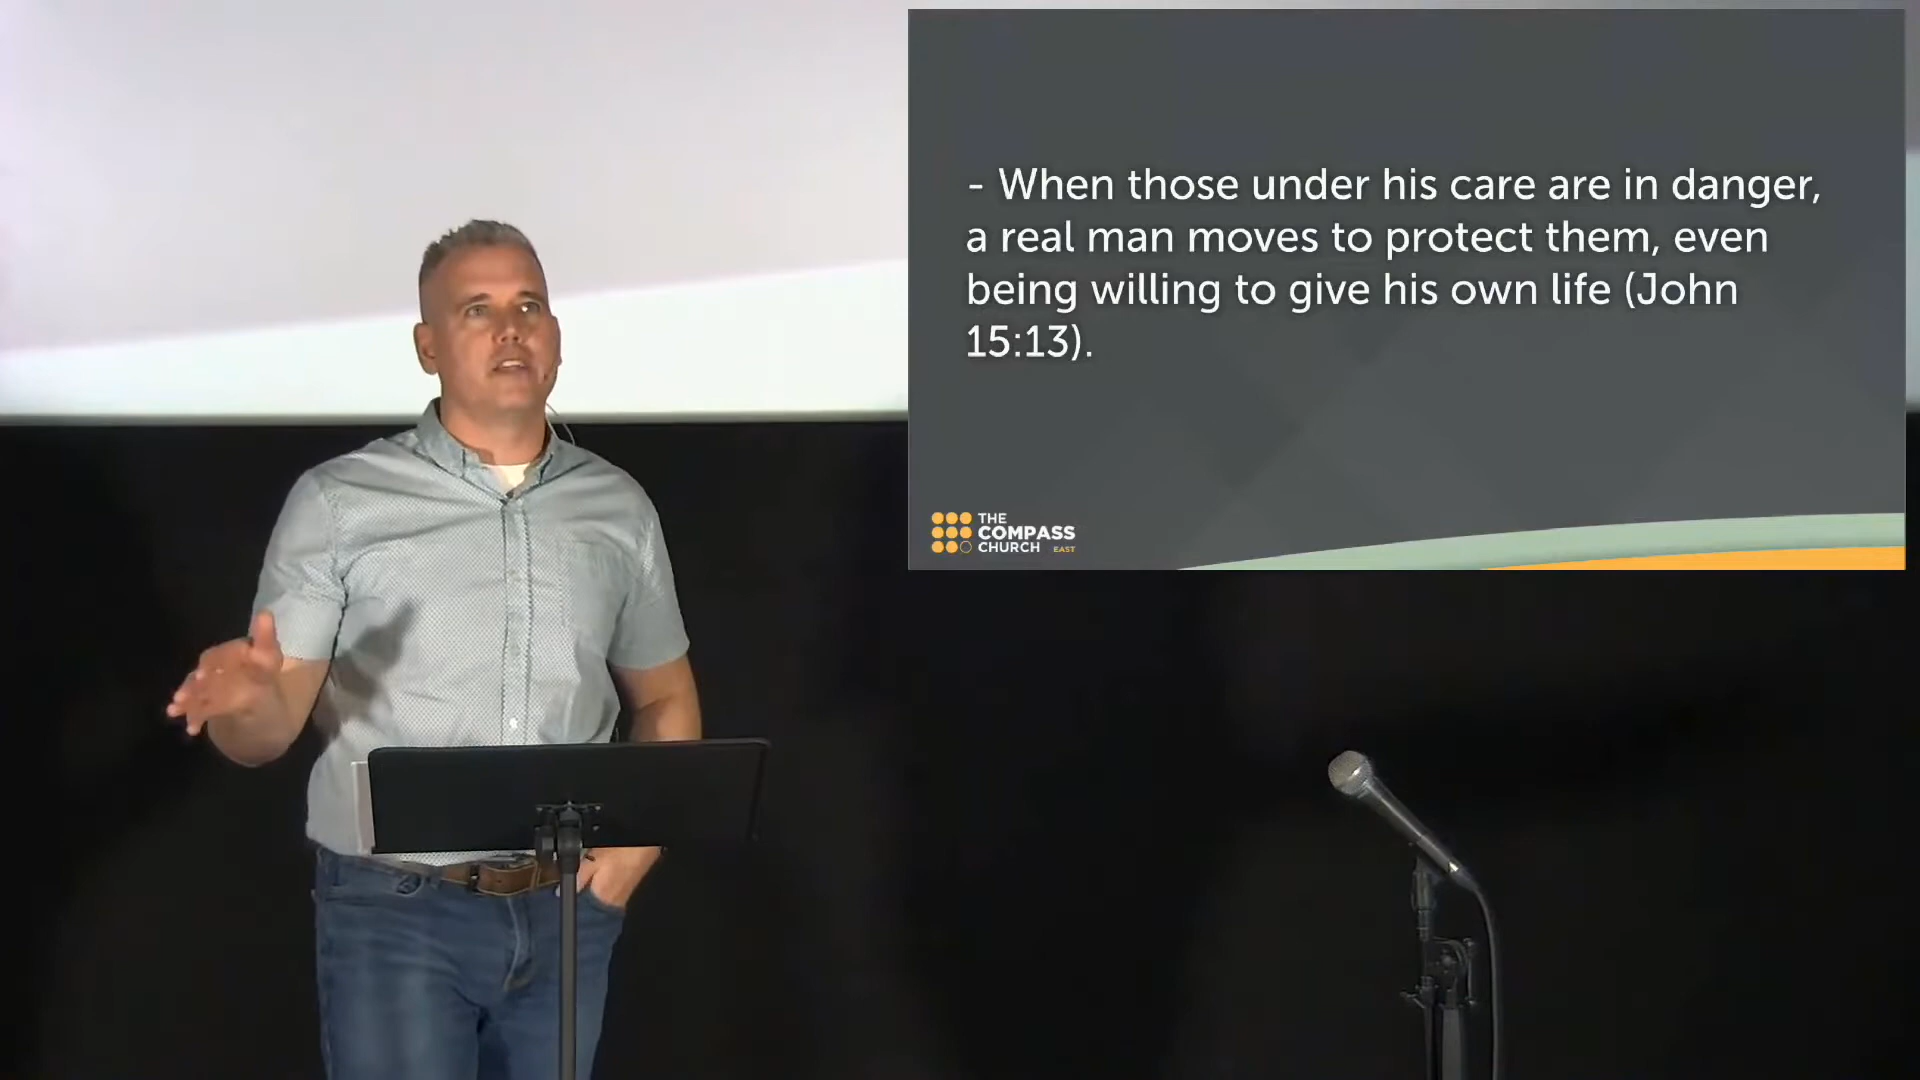 - When those under his care are in danger,
a real man moves to protect them, even
being willing to give his own life (John
15:13).
THE
COMPASS
CHURCH EAST